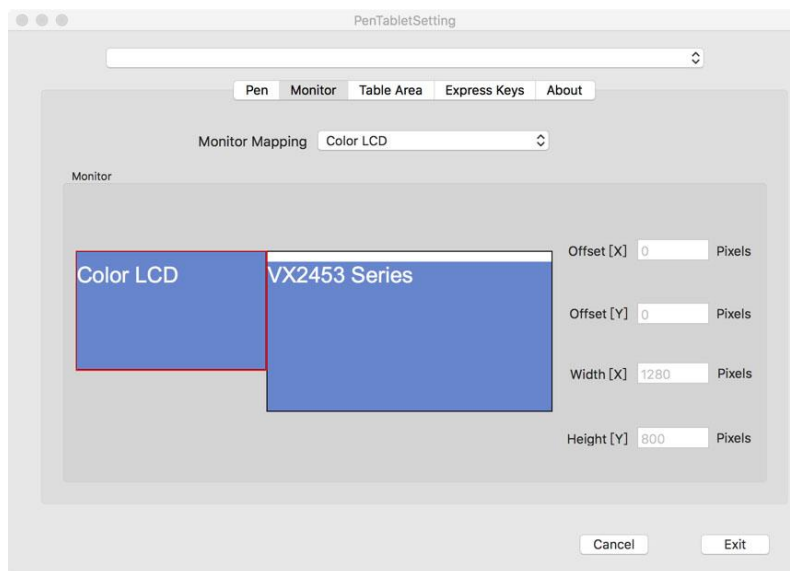 PenTabletSetting
Pen Monitor Table Area Express Keys About
Monitor Mapping Color LCD
Monitor
Offset [X] 0 Pixels
Color LCD VX2453 Series
Offset [Y] 0 Pixels
Width [X] 1280 Pixels
Height [Y] 800 Pixels
Cancel Exit